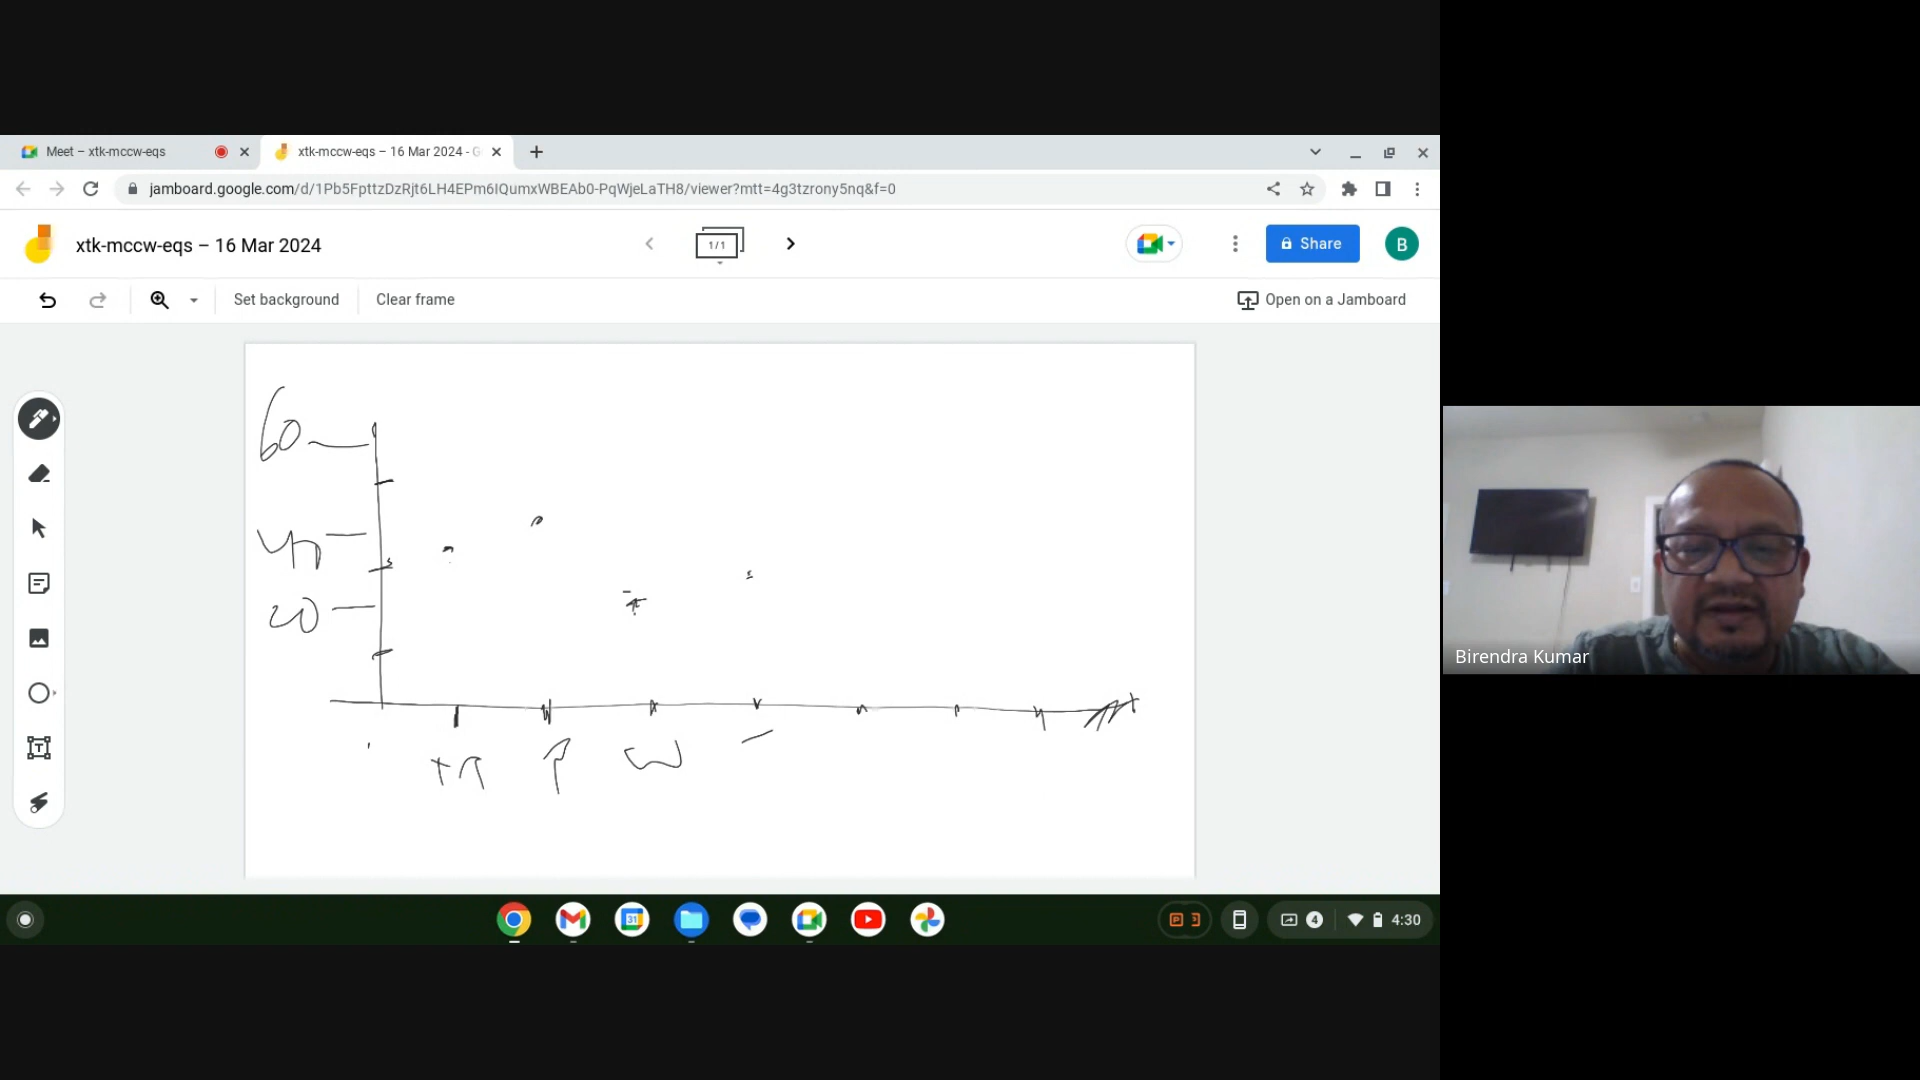 Meet – xtk-mccw-eqs
xtk-mccw-eqs – 16 Mar 2024 - G
jamboard.google.com/d/1Pb5FpttzDzRjt6LH4EPm6IQumxWBEAb0-PqWjeLaTH8/viewer?mtt=4g3tzrony5nq&f=0
xtk-mccw-eqs – 16 Mar 2024
1/1
Share
B
Set background
Clear frame
Open on a Jamboard
60
40
20
P
W
31
4
4:30
Birendra Kumar